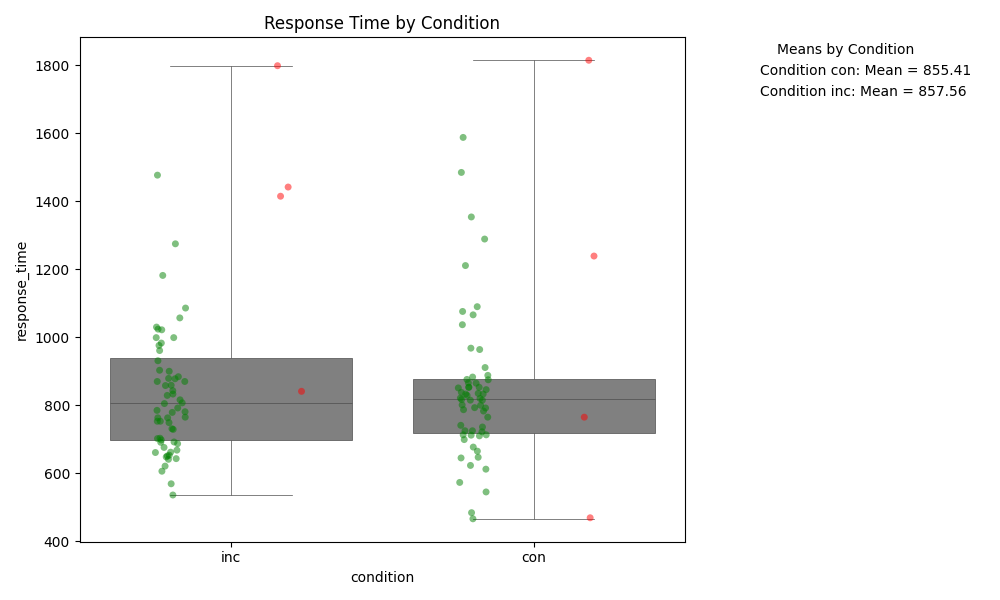 Response Time by Condition
Means by Condition
Condition con: Mean = 855.41
Condition inc: Mean = 857.56
1800
1600
1400
1200
1000
800
600
400
response_time
inc
con
condition